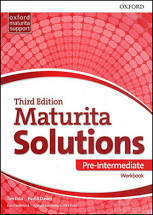 OXFORD
oxford
maturita
support
Third Edition
Maturita
Solutions
Pre-Intermediate
Workbook
Tim Falla Paul A Davies